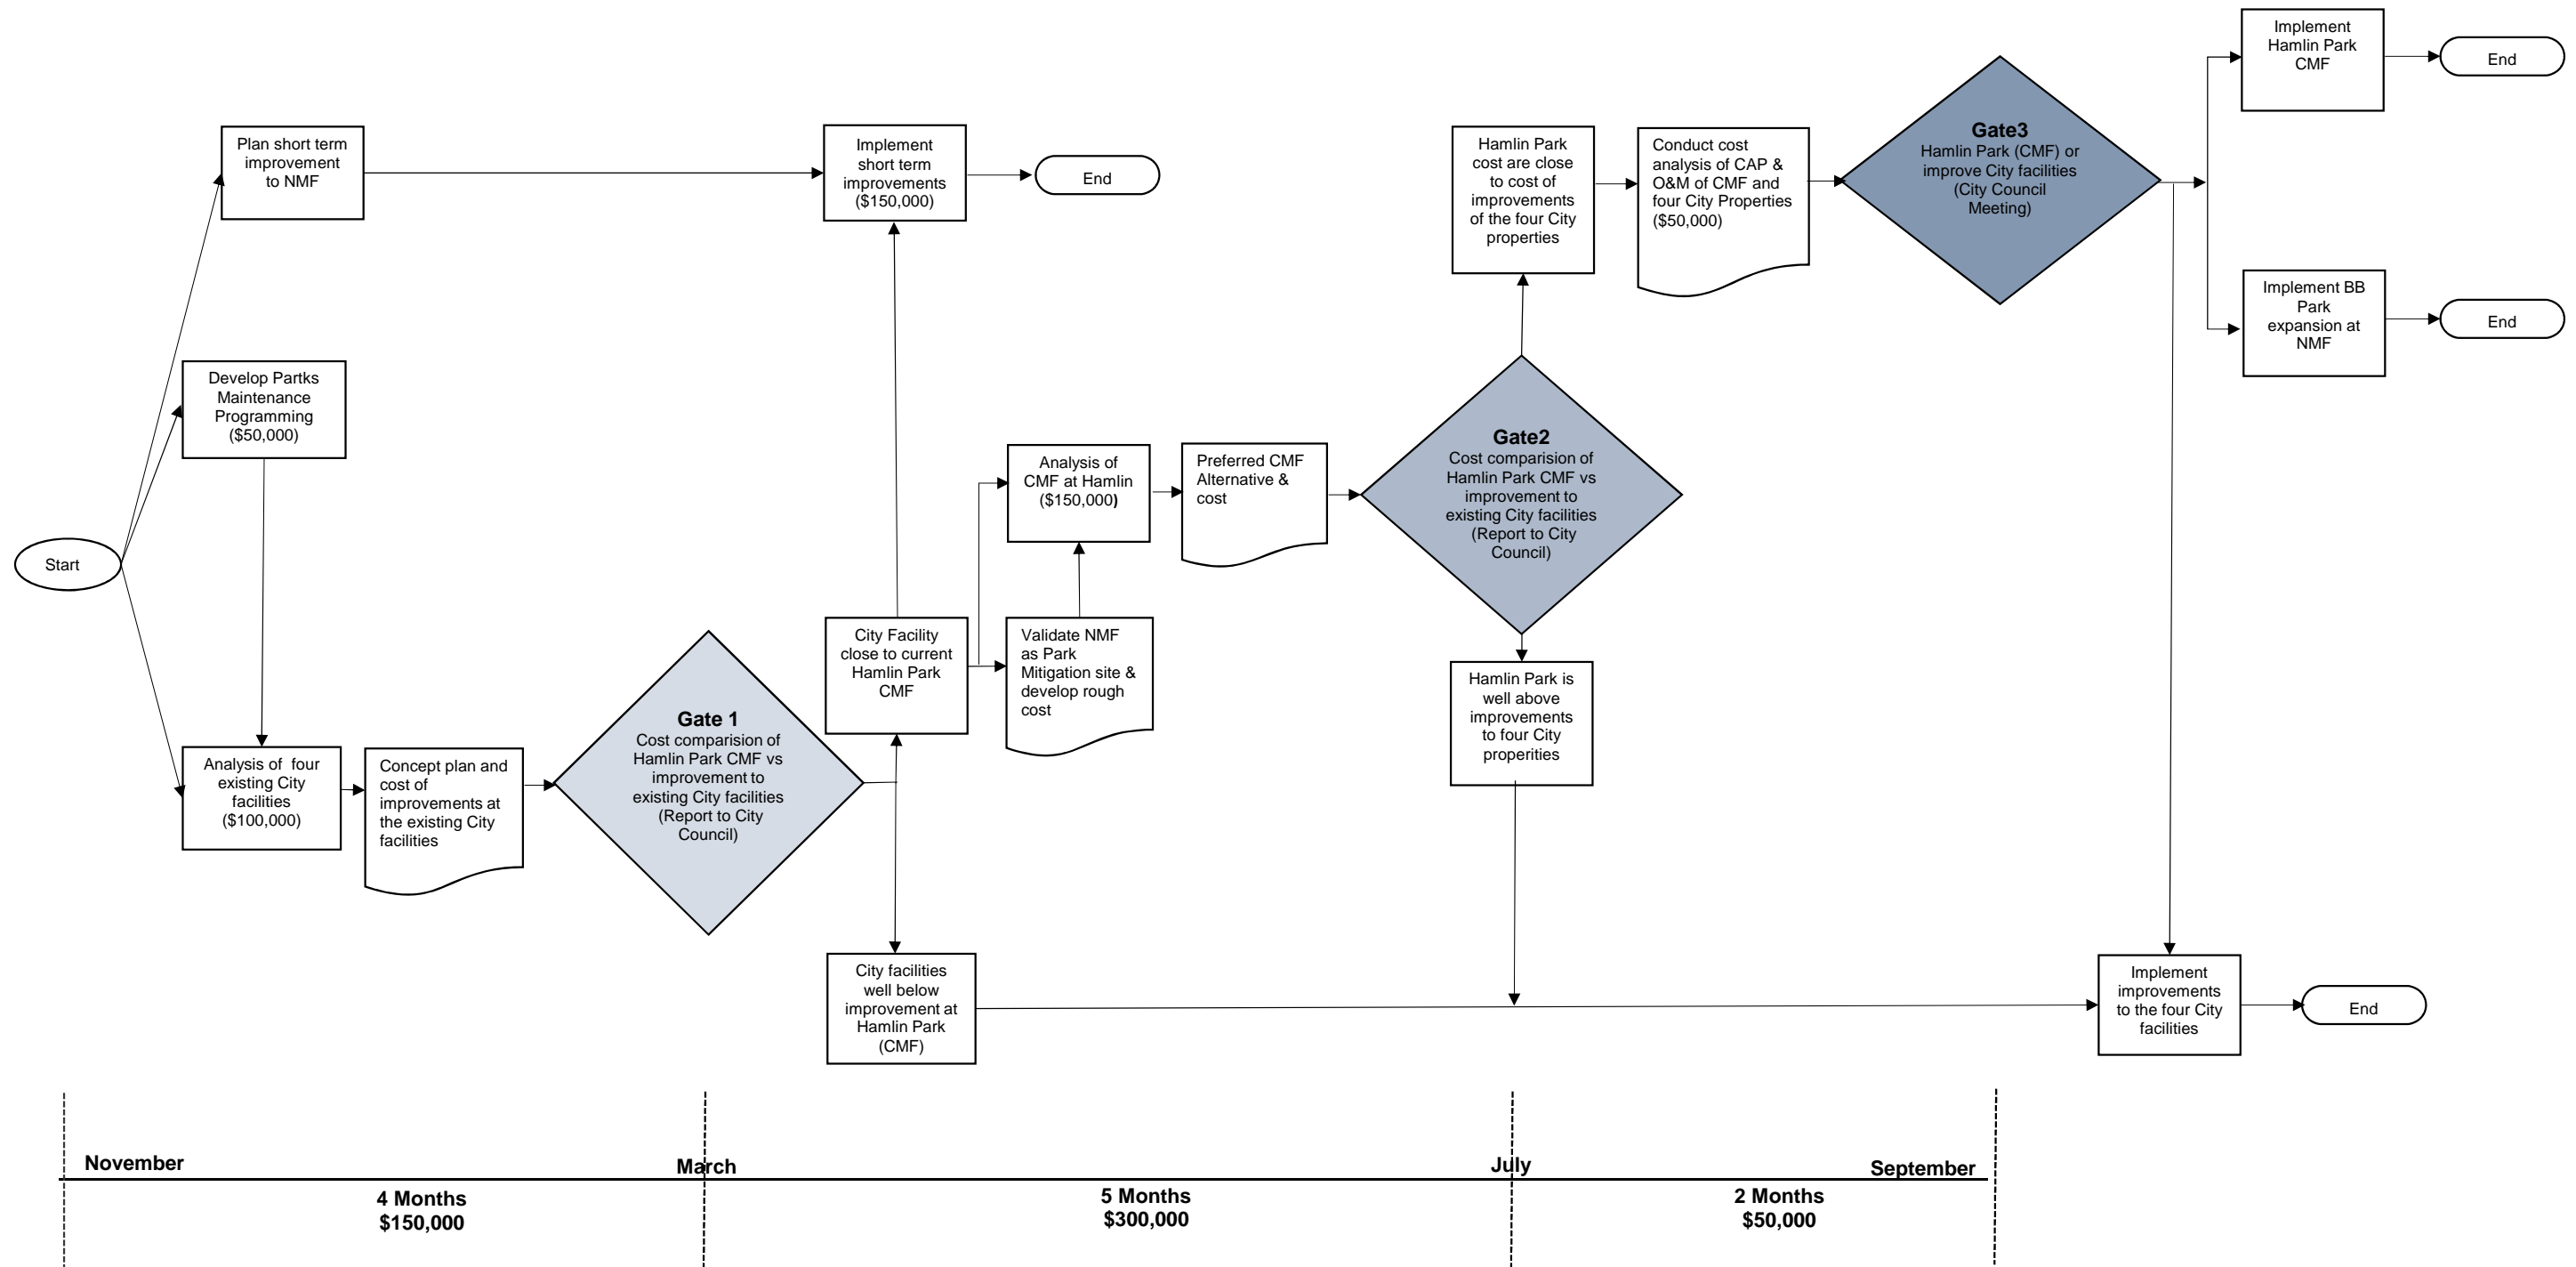 Implement
Hamlin Park
CMF
End
Plan short term
improvement
to NMF
Implement
short term
improvements
($150,000)
End
Hamlin Park
cost are close
to cost of
improvements
of the four City
properties
Conduct cost
analysis of CAP &
O&M of CMF and
four City Properties
($50,000)
Gate3
Hamlin Park (CMF) or
improve City facilities
(City Council
Meeting)
Implement BB
Park
expansion at
NMF
End
Develop Partks
Maintenance
Programming
($50,000)
Analysis of
CMF at Hamlin
($150,000)
Preferred CMF
Alternative &
cost
Gate2
Cost comparision of
Hamlin Park CMF vs
improvement to
existing City facilities
(Report to City
Council)
Start
City Facility
close to current
Hamlin Park
CMF
Validate NMF
as Park
Mitigation site &
develop rough
cost
Hamlin Park is
well above
improvements
to four City
properities
Analysis of  four
existing City
facilities
($100,000)
Concept plan and
cost of
improvements at
the existing City
facilities
Gate 1
Cost comparision of
Hamlin Park CMF vs
improvement to
existing City facilities
(Report to City
Council)
City facilities
well below
improvement at
Hamlin Park
(CMF)
Implement
improvements
to the four City
facilities
End
November
March
July
September
4 Months
$150,000
5 Months
$300,000
2 Months
$50,000